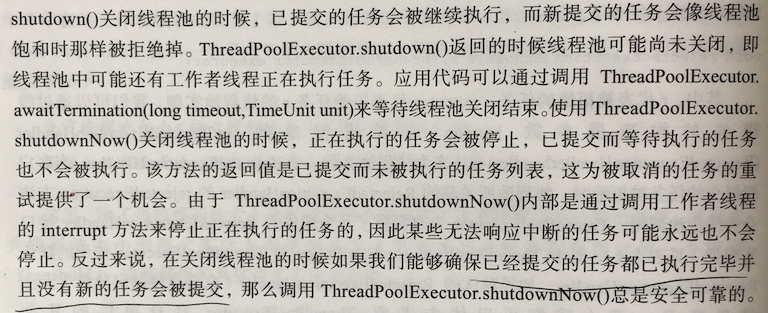 shutdown()关闭线程池的时候，已提交的任务会被继续执行，而新提交的任务会像线程池
饱和时那样被拒绝掉。ThreadPoolExecutor.shutdown()返回的时候线程池可能尚未关闭，即
线程池中可能还有工作者线程正在执行任务。应用代码可以通过调用 ThreadPoolExecutor.
awaitTermination(long timeout,TimeUnit unit)来等待线程池关闭结束。使用 ThreadPoolExecutor.
shutdownNow()关闭线程池的时候，正在执行的任务会被停止，已提交而等待执行的任务
也不会被执行。该方法的返回值是已提交而未被执行的任务列表，这为被取消的任务的重
试提供了一个机会。由于 ThreadPoolExecutor.shutdownNow()内部是通过调用工作者线程
的 interrupt 方法来停止正在执行的任务的，因此某些无法响应中断的任务可能永远也不会
停止。反过来说，在关闭线程池的时候如果我们能够确保已经提交的任务都已执行完毕并
且没有新的任务会被提交，那么调用 ThreadPoolExecutor.shutdownNow()总是安全可靠的。